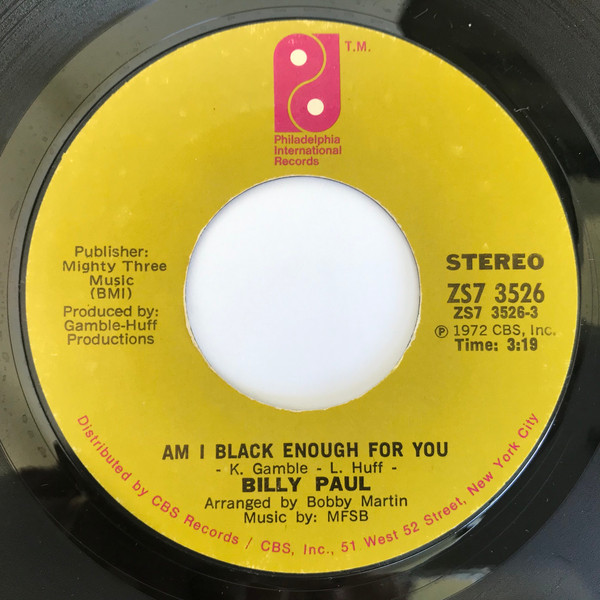 T.M.
Philadelphia
International
Records
Publisher:
Mighty Three
Music
(BMI)
Produced by:
Gamble-Huff
Productions
STEREO
ZS7 3526
ZS7 3526-3
℗ 1972 CBS, Inc.
Time: 3:19
AM I BLACK ENOUGH FOR YOU
- K. Gamble - L. Huff -
BILLY PAUL
Arranged by Bobby Martin
Music by: MFSB
Distributed by CBS Records / CBS, Inc., 51 West 52 Street, New York City